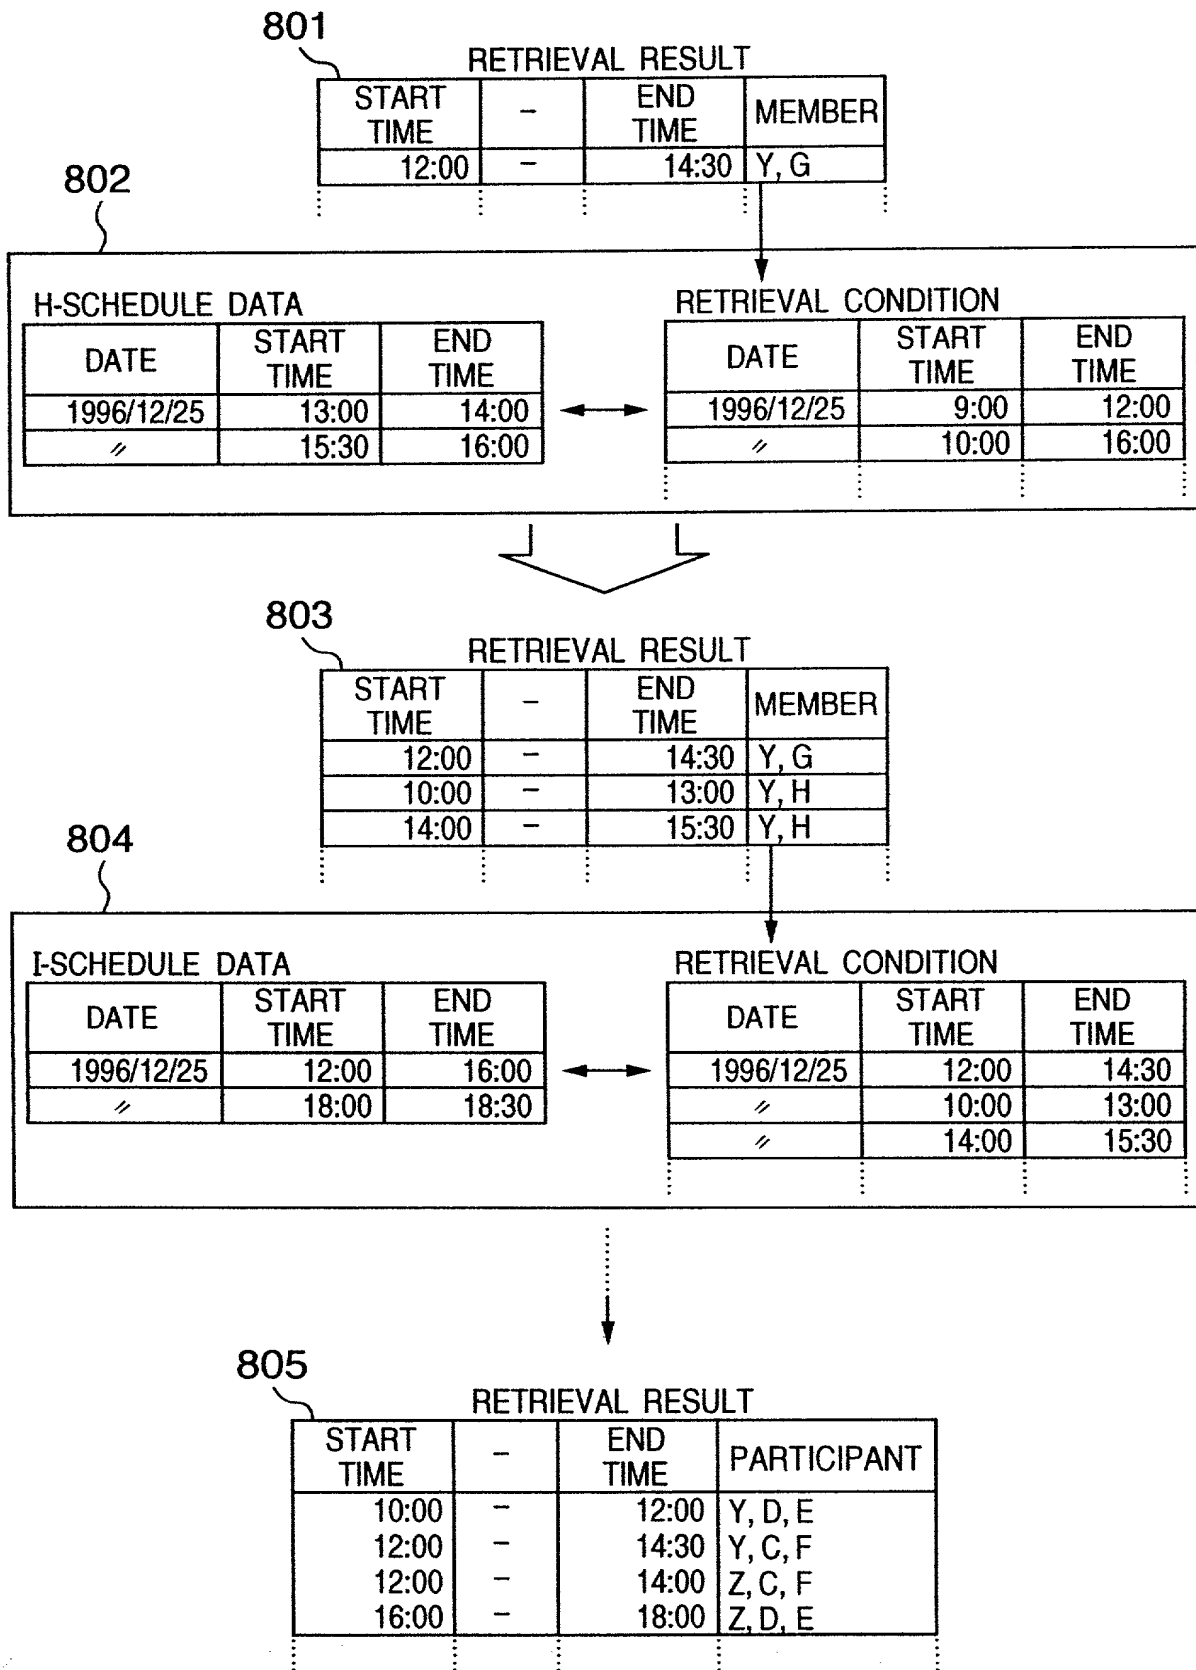 801
RETRIEVAL RESULT
START TIME - END TIME MEMBER
12:00 - 14:30 Y, G
802
H-SCHEDULE DATA
DATE START TIME END TIME
1996/12/25 13:00 14:00
〃 15:30 16:00
RETRIEVAL CONDITION
DATE START TIME END TIME
1996/12/25 9:00 12:00
〃 10:00 16:00
803
RETRIEVAL RESULT
START TIME - END TIME MEMBER
12:00 - 14:30 Y, G
10:00 - 13:00 Y, H
14:00 - 15:30 Y, H
804
I-SCHEDULE DATA
DATE START TIME END TIME
1996/12/25 12:00 16:00
〃 18:00 18:30
RETRIEVAL CONDITION
DATE START TIME END TIME
1996/12/25 12:00 14:30
〃 10:00 13:00
〃 14:00 15:30
805
RETRIEVAL RESULT
START TIME - END TIME PARTICIPANT
10:00 - 12:00 Y, D, E
12:00 - 14:30 Y, C, F
12:00 - 14:00 Z, C, F
16:00 - 18:00 Z, D, E